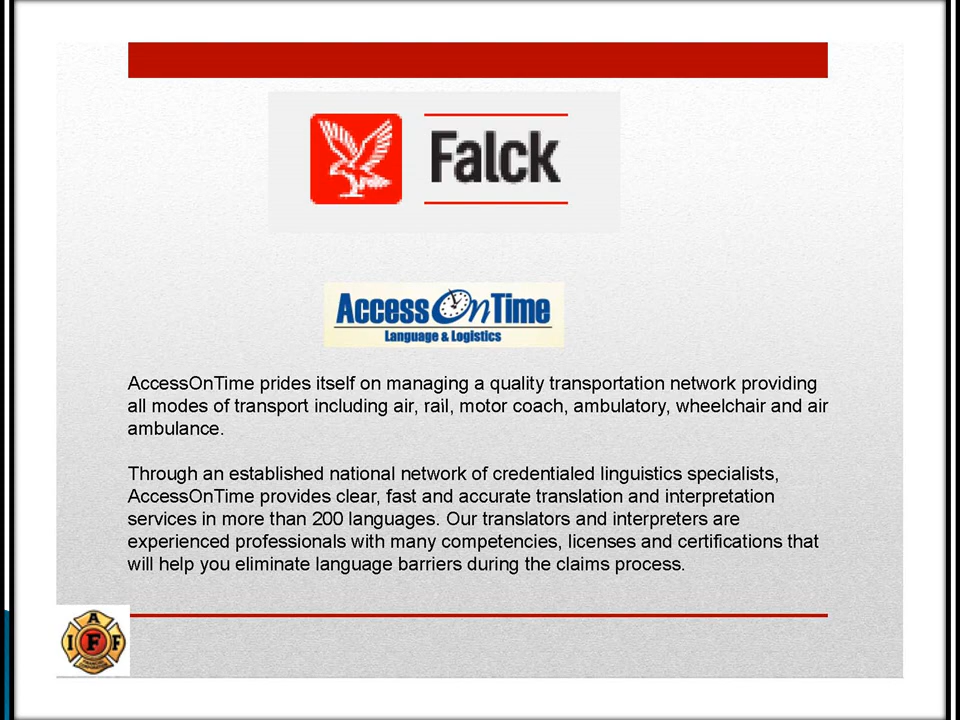 Falck
AccessOnTime
Language & Logistics
AccessOnTime prides itself on managing a quality transportation network providing
all modes of transport including air, rail, motor coach, ambulatory, wheelchair and air
ambulance.
Through an established national network of credentialed linguistics specialists,
AccessOnTime provides clear, fast and accurate translation and interpretation
services in more than 200 languages. Our translators and interpreters are
experienced professionals with many competencies, licenses and certifications that
will help you eliminate language barriers during the claims process.
I A F F